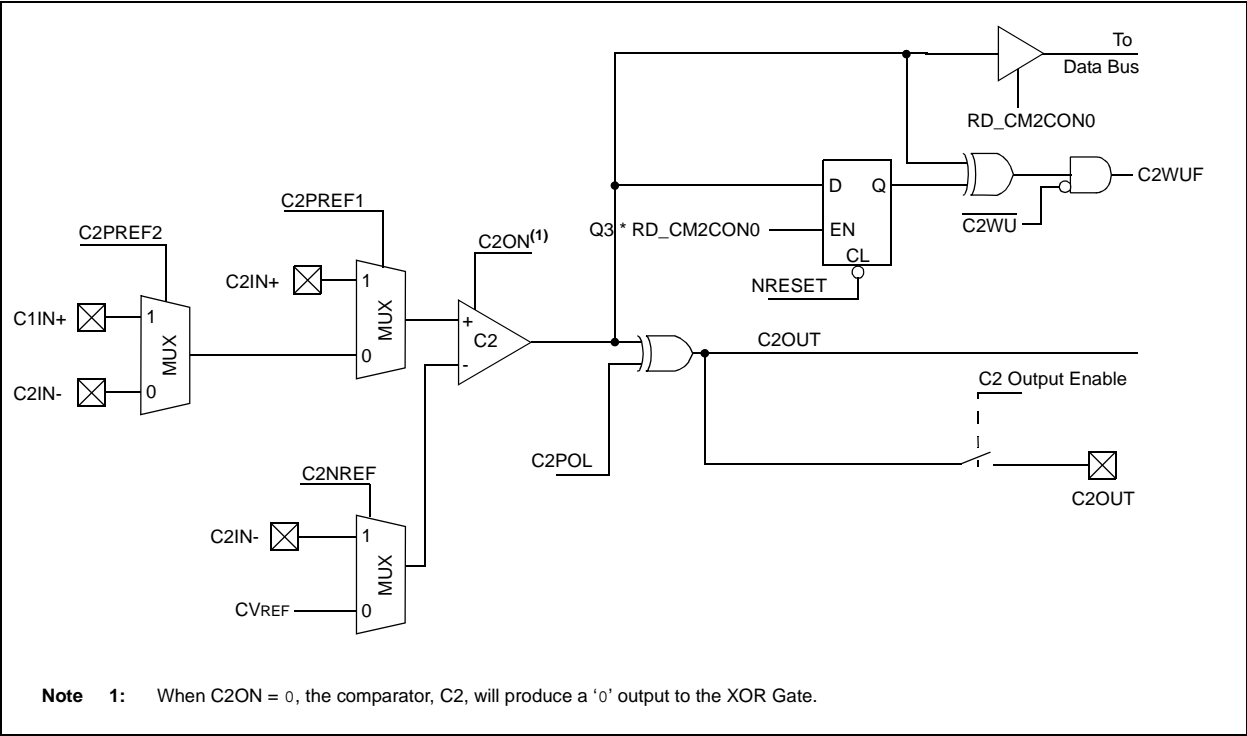 To
Data Bus
RD_CM2CON0
C2PREF1
D Q
C2WUF
C2PREF2
C2ON(1)
Q3 * RD_CM2CON0
EN
C2WU
CL
C2IN+
1
NRESET
C1IN+
1
MUX
+
C2
MUX
0
C2OUT
-
C2IN-
0
C2 Output Enable
C2POL
C2NREF
C2OUT
C2IN-
1
MUX
CVREF
0
Note 1: When C2ON = 0, the comparator, C2, will produce a ‘0’ output to the XOR Gate.